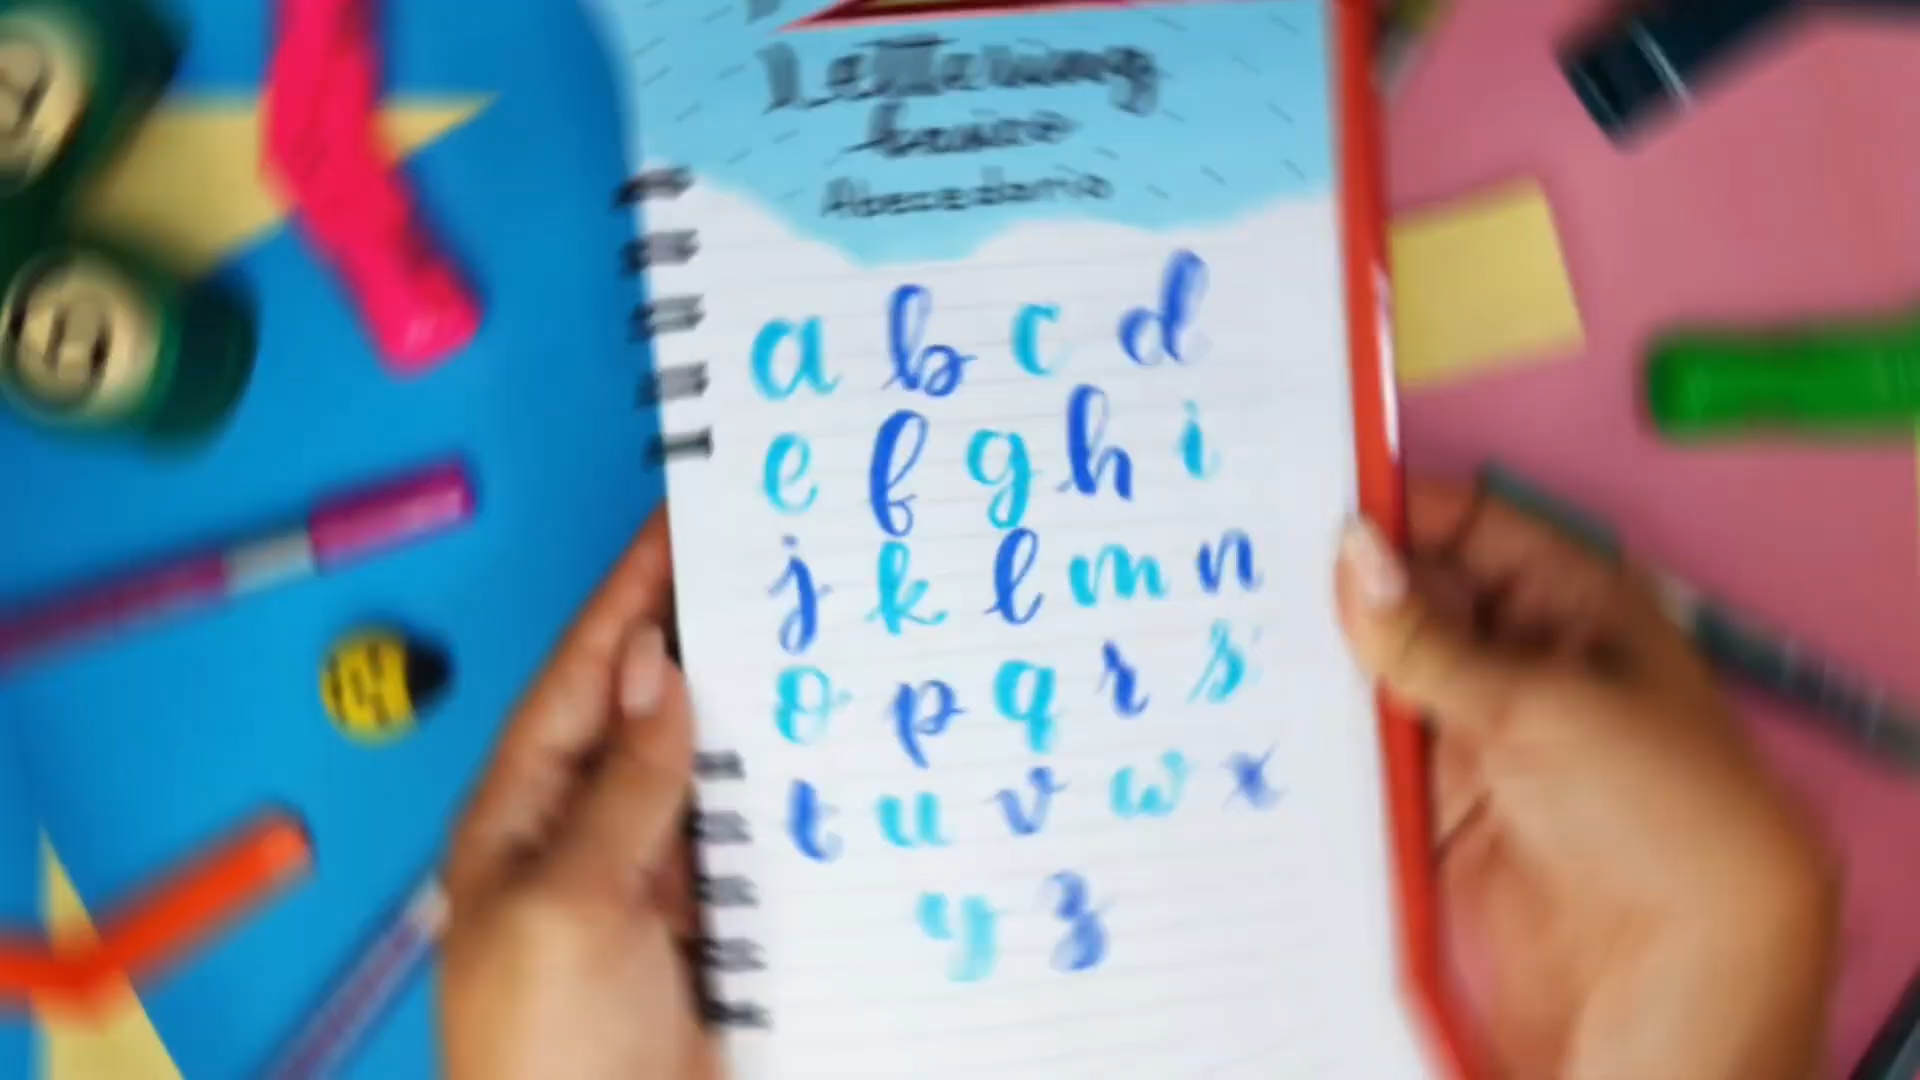 Lettering
básico
Abecedario
a b c d
e f g h i
j k l m n
o p q r s
t u v w x
y z